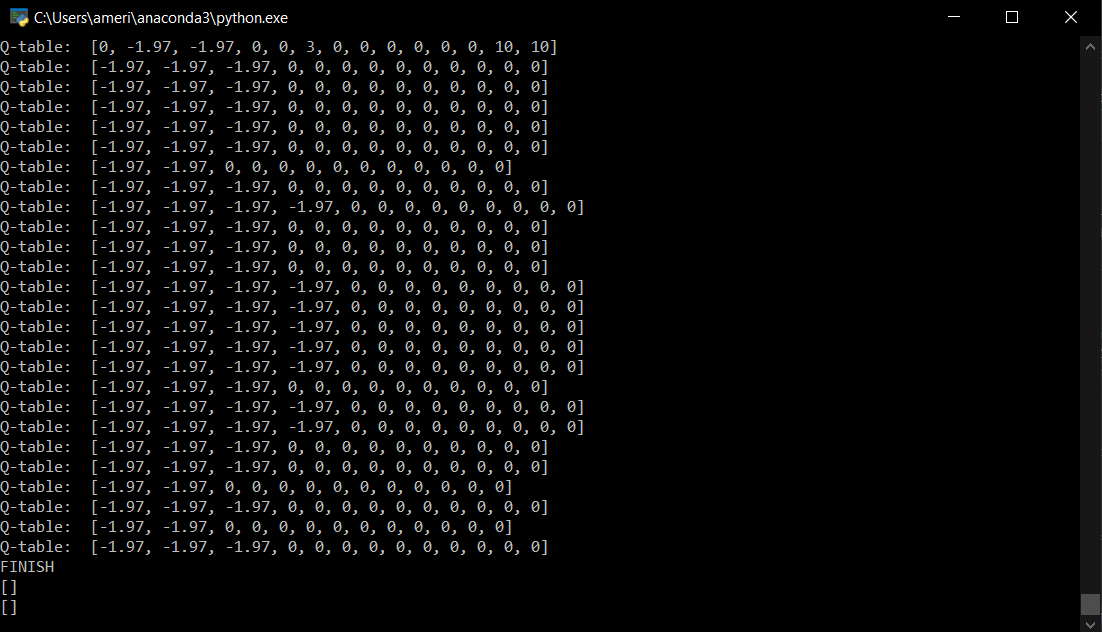 C:\Users\ameri\anaconda3\python.exe
Q-table:  [0, -1.97, -1.97, 0, 0, 3, 0, 0, 0, 0, 0, 0, 10, 10]
Q-table:  [-1.97, -1.97, -1.97, 0, 0, 0, 0, 0, 0, 0, 0, 0, 0]
Q-table:  [-1.97, -1.97, -1.97, 0, 0, 0, 0, 0, 0, 0, 0, 0, 0]
Q-table:  [-1.97, -1.97, -1.97, 0, 0, 0, 0, 0, 0, 0, 0, 0, 0]
Q-table:  [-1.97, -1.97, -1.97, 0, 0, 0, 0, 0, 0, 0, 0, 0, 0]
Q-table:  [-1.97, -1.97, -1.97, 0, 0, 0, 0, 0, 0, 0, 0, 0, 0]
Q-table:  [-1.97, -1.97, 0, 0, 0, 0, 0, 0, 0, 0, 0, 0, 0]
Q-table:  [-1.97, -1.97, -1.97, 0, 0, 0, 0, 0, 0, 0, 0, 0, 0]
Q-table:  [-1.97, -1.97, -1.97, -1.97, 0, 0, 0, 0, 0, 0, 0, 0, 0]
Q-table:  [-1.97, -1.97, -1.97, 0, 0, 0, 0, 0, 0, 0, 0, 0, 0]
Q-table:  [-1.97, -1.97, -1.97, 0, 0, 0, 0, 0, 0, 0, 0, 0, 0]
Q-table:  [-1.97, -1.97, -1.97, 0, 0, 0, 0, 0, 0, 0, 0, 0, 0]
Q-table:  [-1.97, -1.97, -1.97, -1.97, 0, 0, 0, 0, 0, 0, 0, 0, 0]
Q-table:  [-1.97, -1.97, -1.97, -1.97, 0, 0, 0, 0, 0, 0, 0, 0, 0]
Q-table:  [-1.97, -1.97, -1.97, -1.97, 0, 0, 0, 0, 0, 0, 0, 0, 0]
Q-table:  [-1.97, -1.97, -1.97, -1.97, 0, 0, 0, 0, 0, 0, 0, 0, 0]
Q-table:  [-1.97, -1.97, -1.97, -1.97, 0, 0, 0, 0, 0, 0, 0, 0, 0]
Q-table:  [-1.97, -1.97, -1.97, 0, 0, 0, 0, 0, 0, 0, 0, 0, 0]
Q-table:  [-1.97, -1.97, -1.97, -1.97, 0, 0, 0, 0, 0, 0, 0, 0, 0]
Q-table:  [-1.97, -1.97, -1.97, -1.97, 0, 0, 0, 0, 0, 0, 0, 0, 0]
Q-table:  [-1.97, -1.97, -1.97, 0, 0, 0, 0, 0, 0, 0, 0, 0, 0]
Q-table:  [-1.97, -1.97, -1.97, 0, 0, 0, 0, 0, 0, 0, 0, 0, 0]
Q-table:  [-1.97, -1.97, 0, 0, 0, 0, 0, 0, 0, 0, 0, 0, 0]
Q-table:  [-1.97, -1.97, -1.97, 0, 0, 0, 0, 0, 0, 0, 0, 0, 0]
Q-table:  [-1.97, -1.97, 0, 0, 0, 0, 0, 0, 0, 0, 0, 0, 0]
Q-table:  [-1.97, -1.97, -1.97, 0, 0, 0, 0, 0, 0, 0, 0, 0, 0]
FINISH
[]
[]